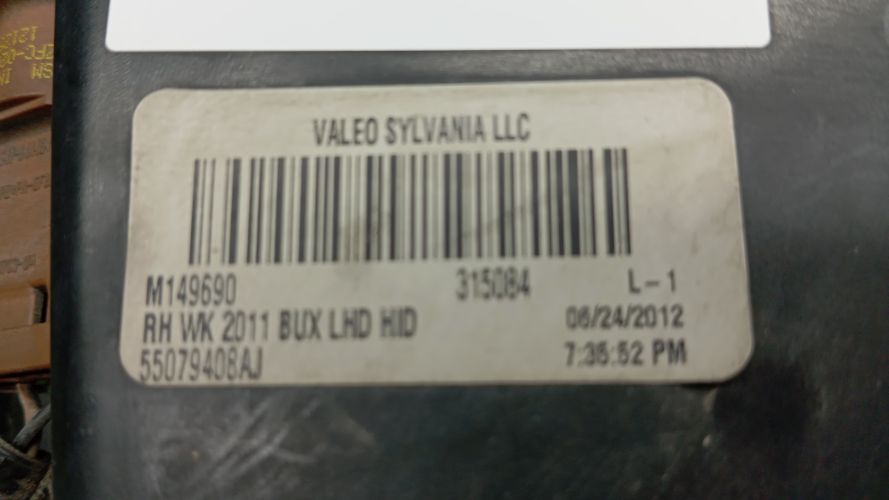 VALEO SYLVANIA LLC
M149690 315084 L-1
RH WK 2011 BUX LHD HID 06/24/2012
55079408AJ 7:35:52 PM